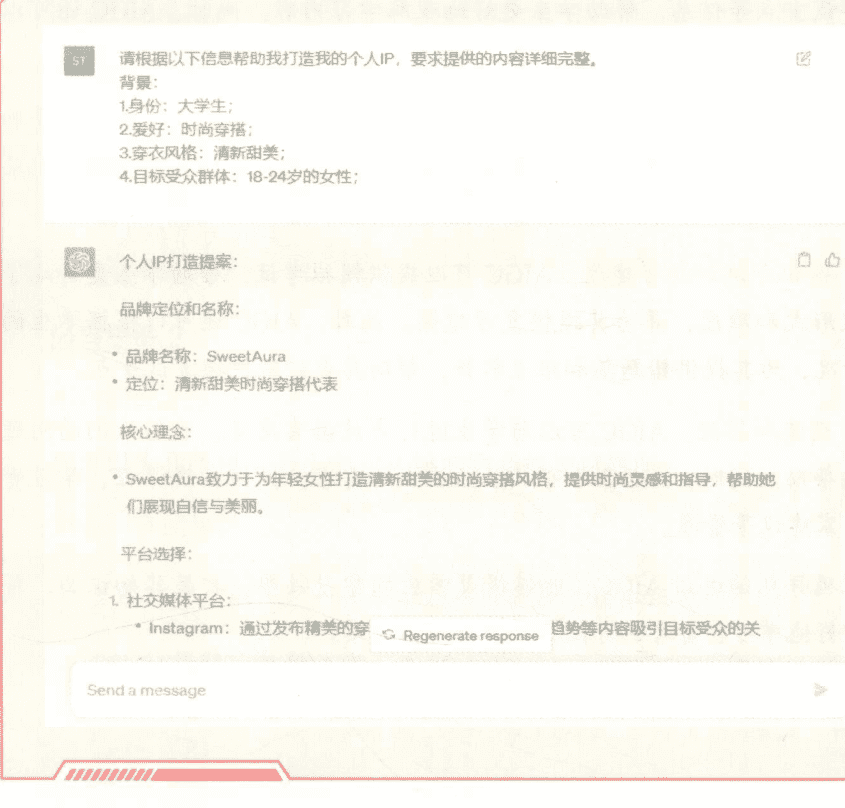 ST
请根据以下信息帮助我打造我的个人IP，要求提供的内容详细完整。
背景：
1.身份：大学生；
2.爱好：时尚穿搭；
3.穿衣风格：清新甜美；
4.目标受众群体：18-24岁的女性；
个人IP打造提案：
品牌定位和名称：
• 品牌名称：SweetAura
• 定位：清新甜美时尚穿搭代表
核心理念：
• SweetAura致力于为年轻女性打造清新甜美的时尚穿搭风格，提供时尚灵感和指导，帮助她
们展现自信与美丽。
平台选择：
1. 社交媒体平台：
• Instagram：通过发布精美的穿 Regenerate response 趋势等内容吸引目标受众的关
Send a message